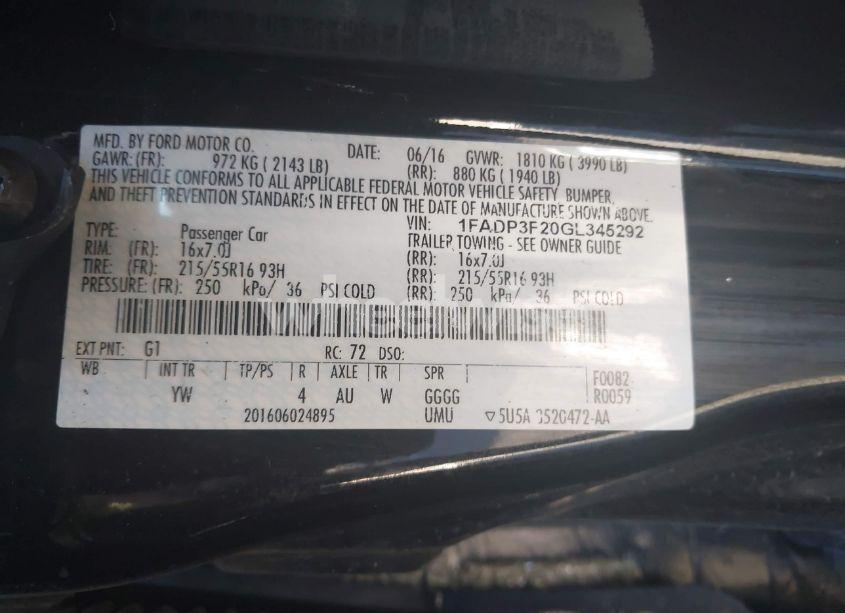 MFD. BY FORD MOTOR CO. DATE: 06/16 GVWR: 1810 KG ( 3990 LB)
GAWR: (FR): 972 KG ( 2143 LB) (RR): 880 KG ( 1940 LB)
THIS VEHICLE CONFORMS TO ALL APPLICABLE FEDERAL MOTOR VEHICLE SAFETY BUMPER,
AND THEFT PREVENTION STANDARDS IN EFFECT ON THE DATE OF MANUFACTURE SHOWN ABOVE.
VIN: 1FADP3F20GL345292
TYPE: Passenger Car TRAILER TOWING - SEE OWNER GUIDE
RIM: (FR): 16x7.0J (RR): 16x7.0J
TIRE: (FR): 215/55R16 93H (RR): 215/55R16 93H
PRESSURE: (FR): 250 kPa/ 36 PSI COLD (RR): 250 kPa/ 36 PSI COLD
EXT PNT: G1 RC: 72 DSO:
WB INT TR TP/PS R AXLE TR SPR F0082
YW 4 AU W GGGG R0059
201606024895 UMU 5U5A 3520472-AA